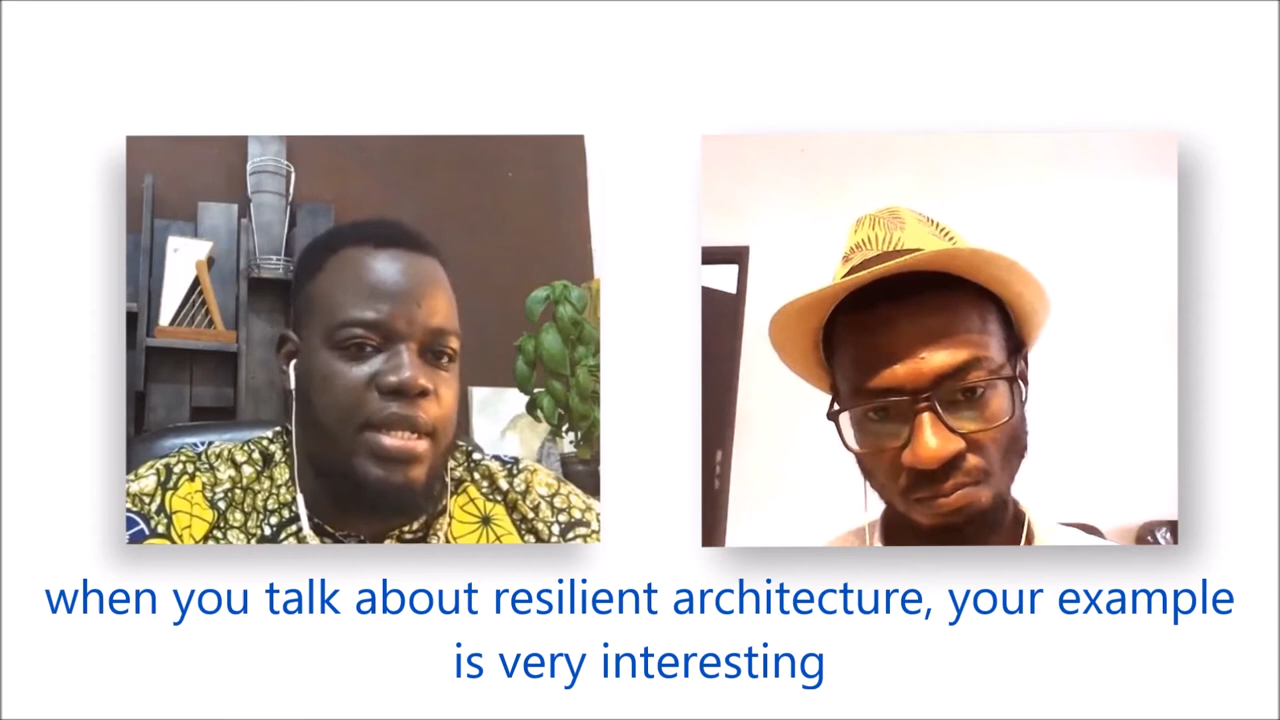 when you talk about resilient architecture, your example
is very interesting